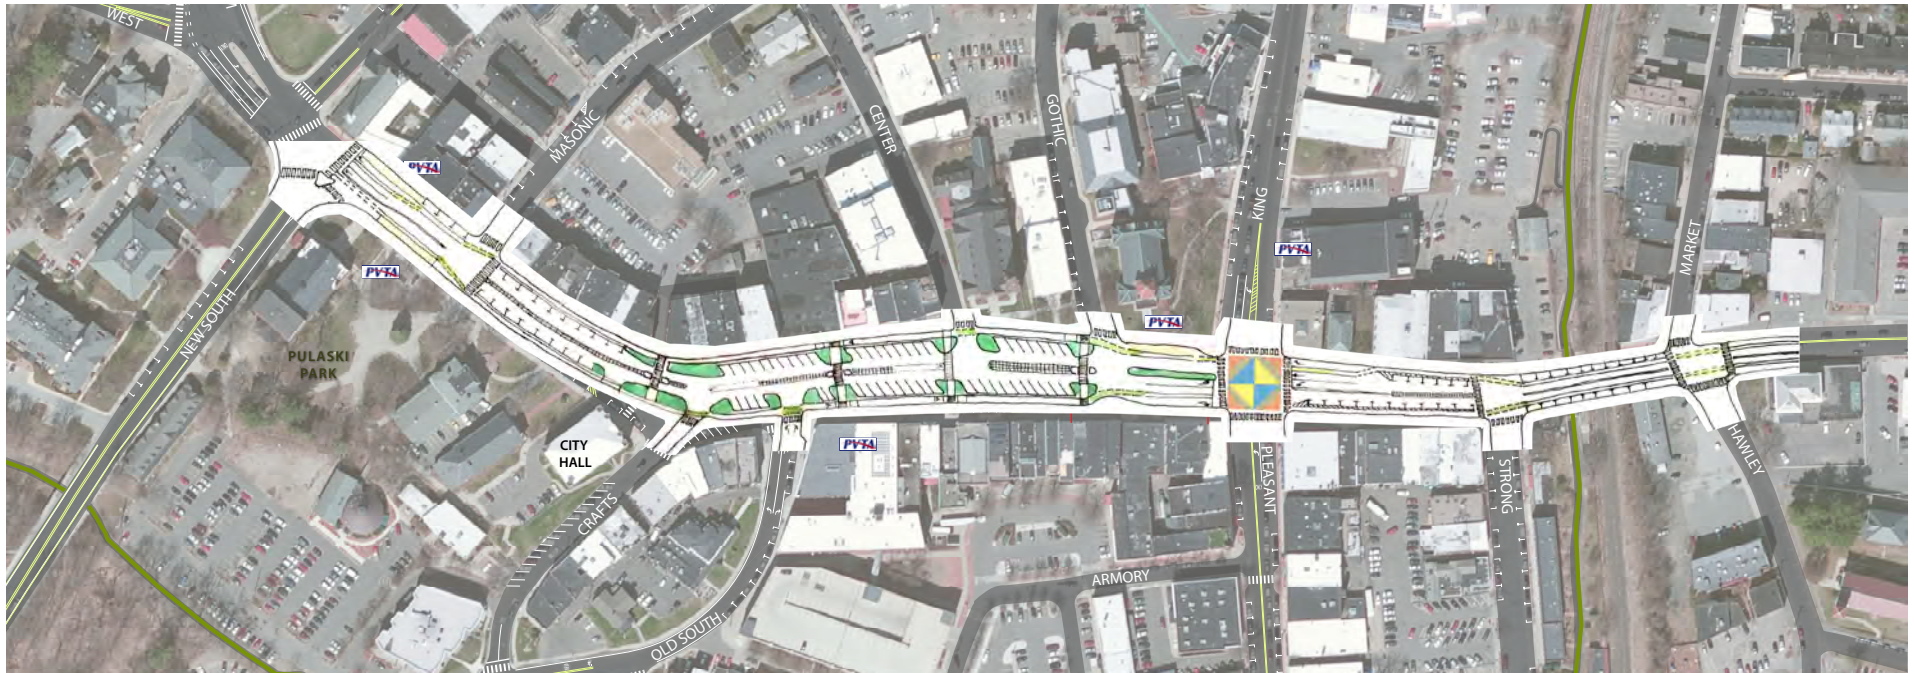 WEST
MASONIC
CENTER
GOTHIC
KING
MARKET
PVTA
PVTA
PVTA
PVTA
NEW SOUTH
PULASKI
PARK
CITY
HALL
PVTA
CRAFTS
OLD SOUTH
ARMORY
PLEASANT
STRONG
HAWLEY